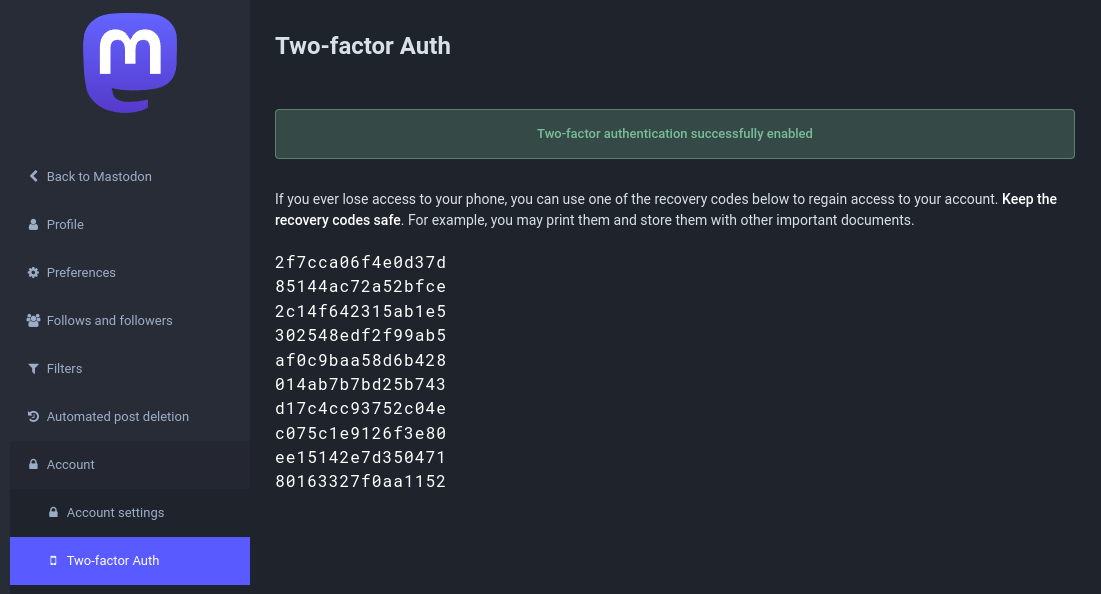 Two-factor Auth
Two-factor authentication successfully enabled
Back to Mastodon
Profile
Preferences
Follows and followers
Filters
Automated post deletion
Account
Account settings
Two-factor Auth
If you ever lose access to your phone, you can use one of the recovery codes below to regain access to your account. Keep the
recovery codes safe. For example, you may print them and store them with other important documents.
2f7cca06f4e0d37d
85144ac72a52bfce
2c14f642315ab1e5
302548edf2f99ab5
af0c9baa58d6b428
014ab7b7bd25b743
d17c4cc93752c04e
c075c1e9126f3e80
ee15142e7d350471
80163327f0aa1152